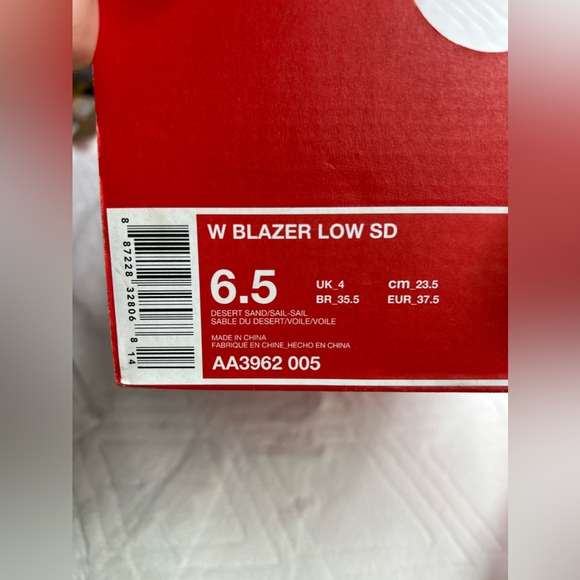 W BLAZER LOW SD
6.5
UK_4
cm_23.5
BR_35.5
EUR_37.5
DESERT SAND/SAIL-SAIL
SABLE DU DESERT/VOILE/VOILE
MADE IN CHINA
FABRIQUE EN CHINE_HECHO EN CHINA
AA3962 005
8 87228 32806 8 14